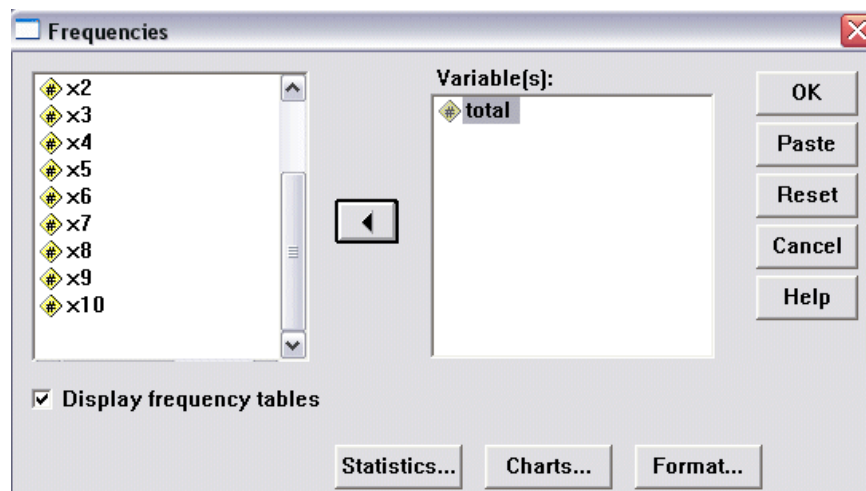 Frequencies
x2
x3
x4
x5
x6
x7
x8
x9
x10
Variable(s):
total
OK
Paste
Reset
Cancel
Help
Display frequency tables
Statistics...
Charts...
Format...